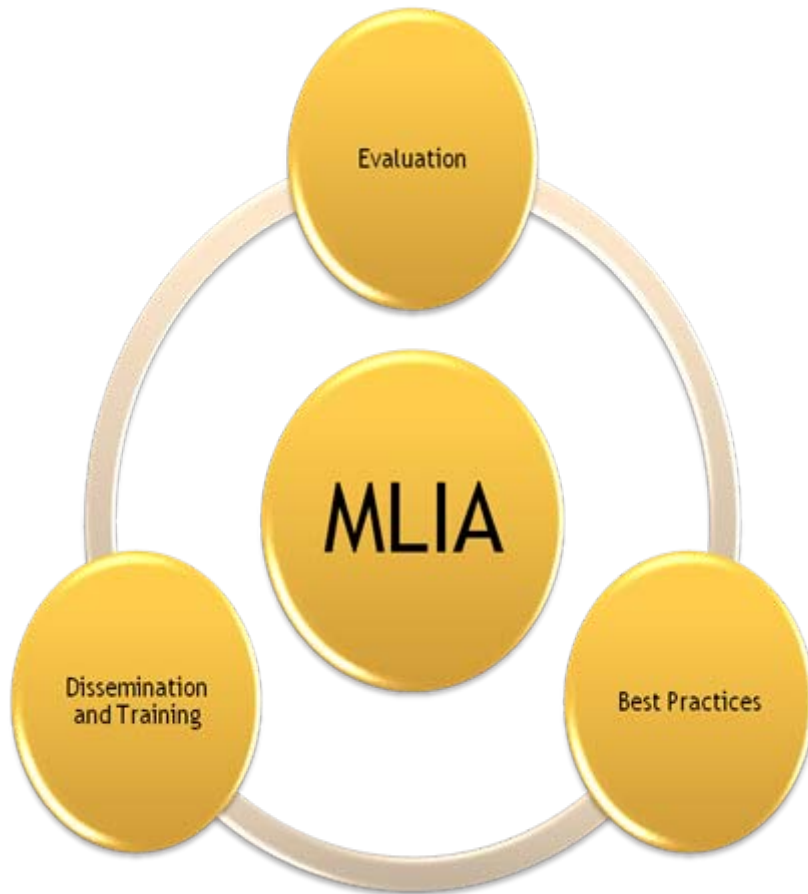 Evaluation
MLIA
Dissemination
and Training
Best Practices